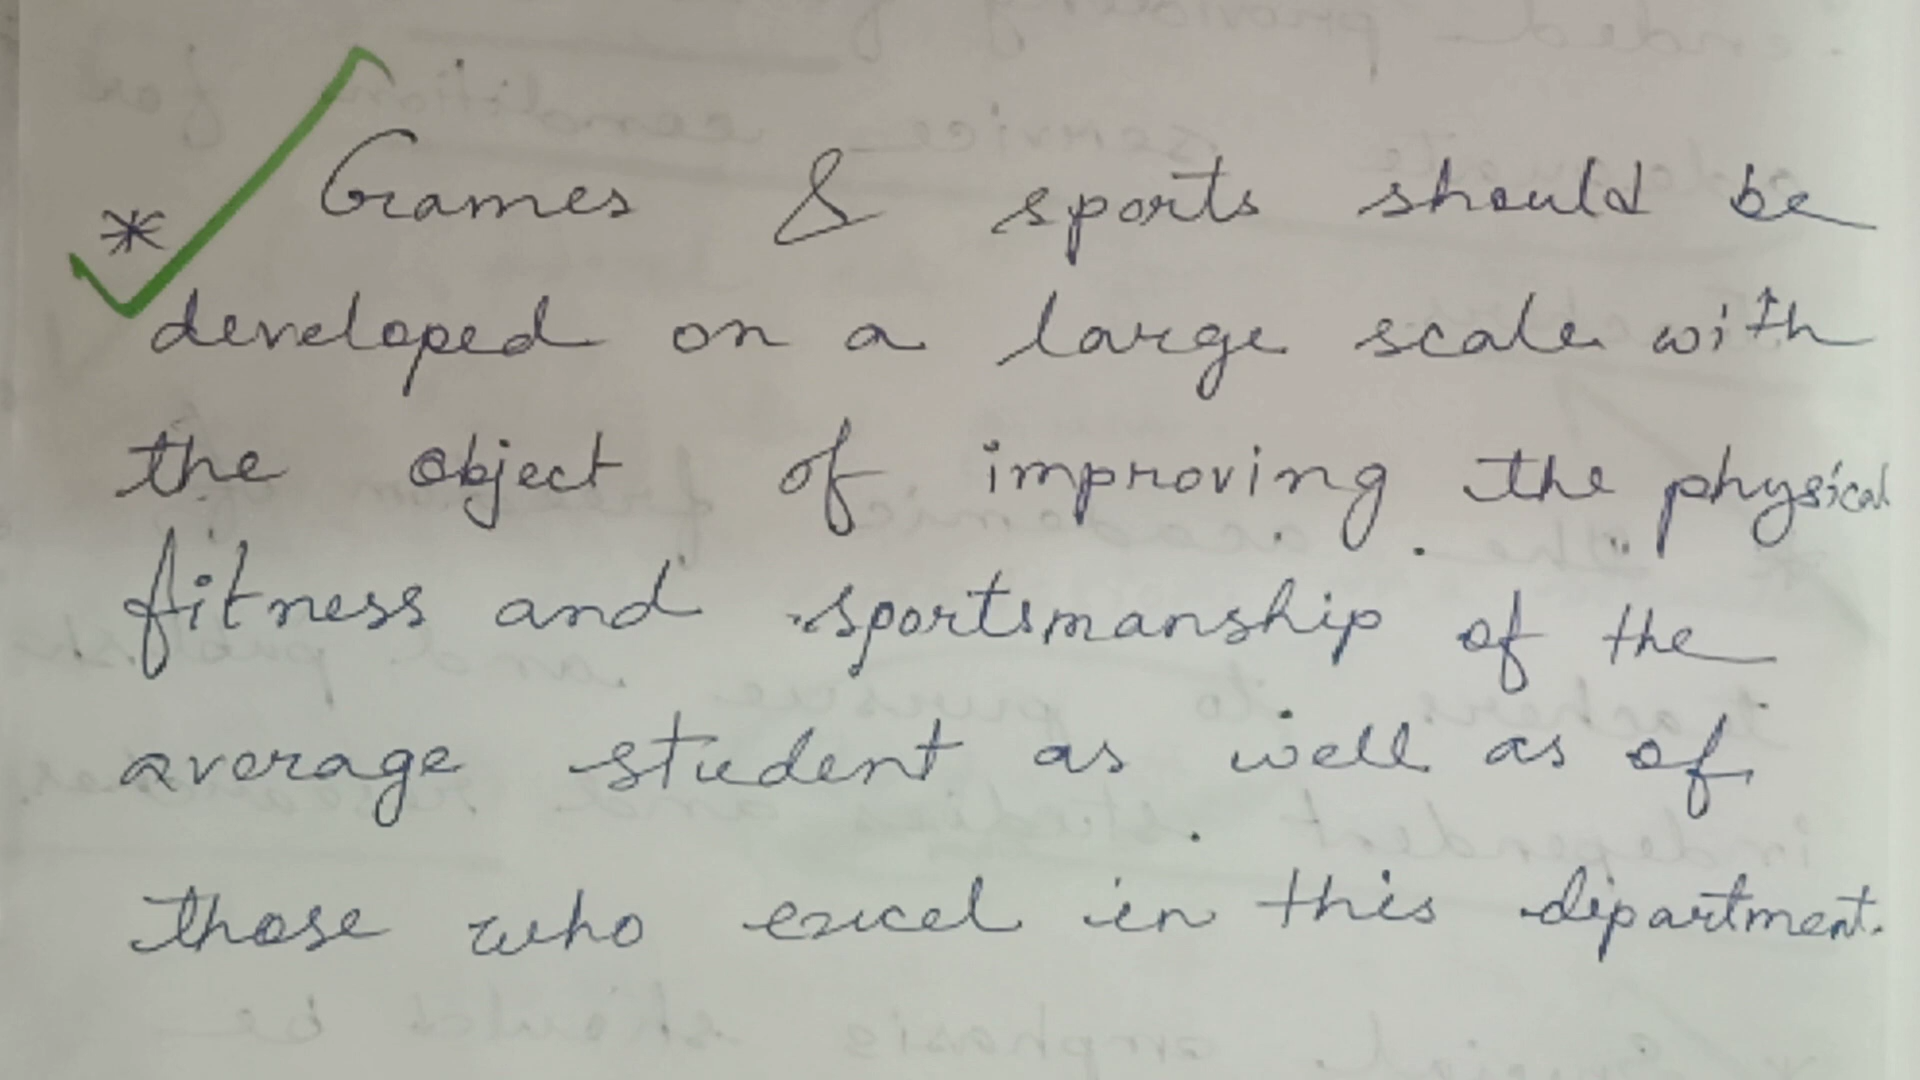 * Games & sports should be
developed on a large scale with
the object of improving the physical
fitness and sportsmanship of the
average student as well as of
those who excel in this department.